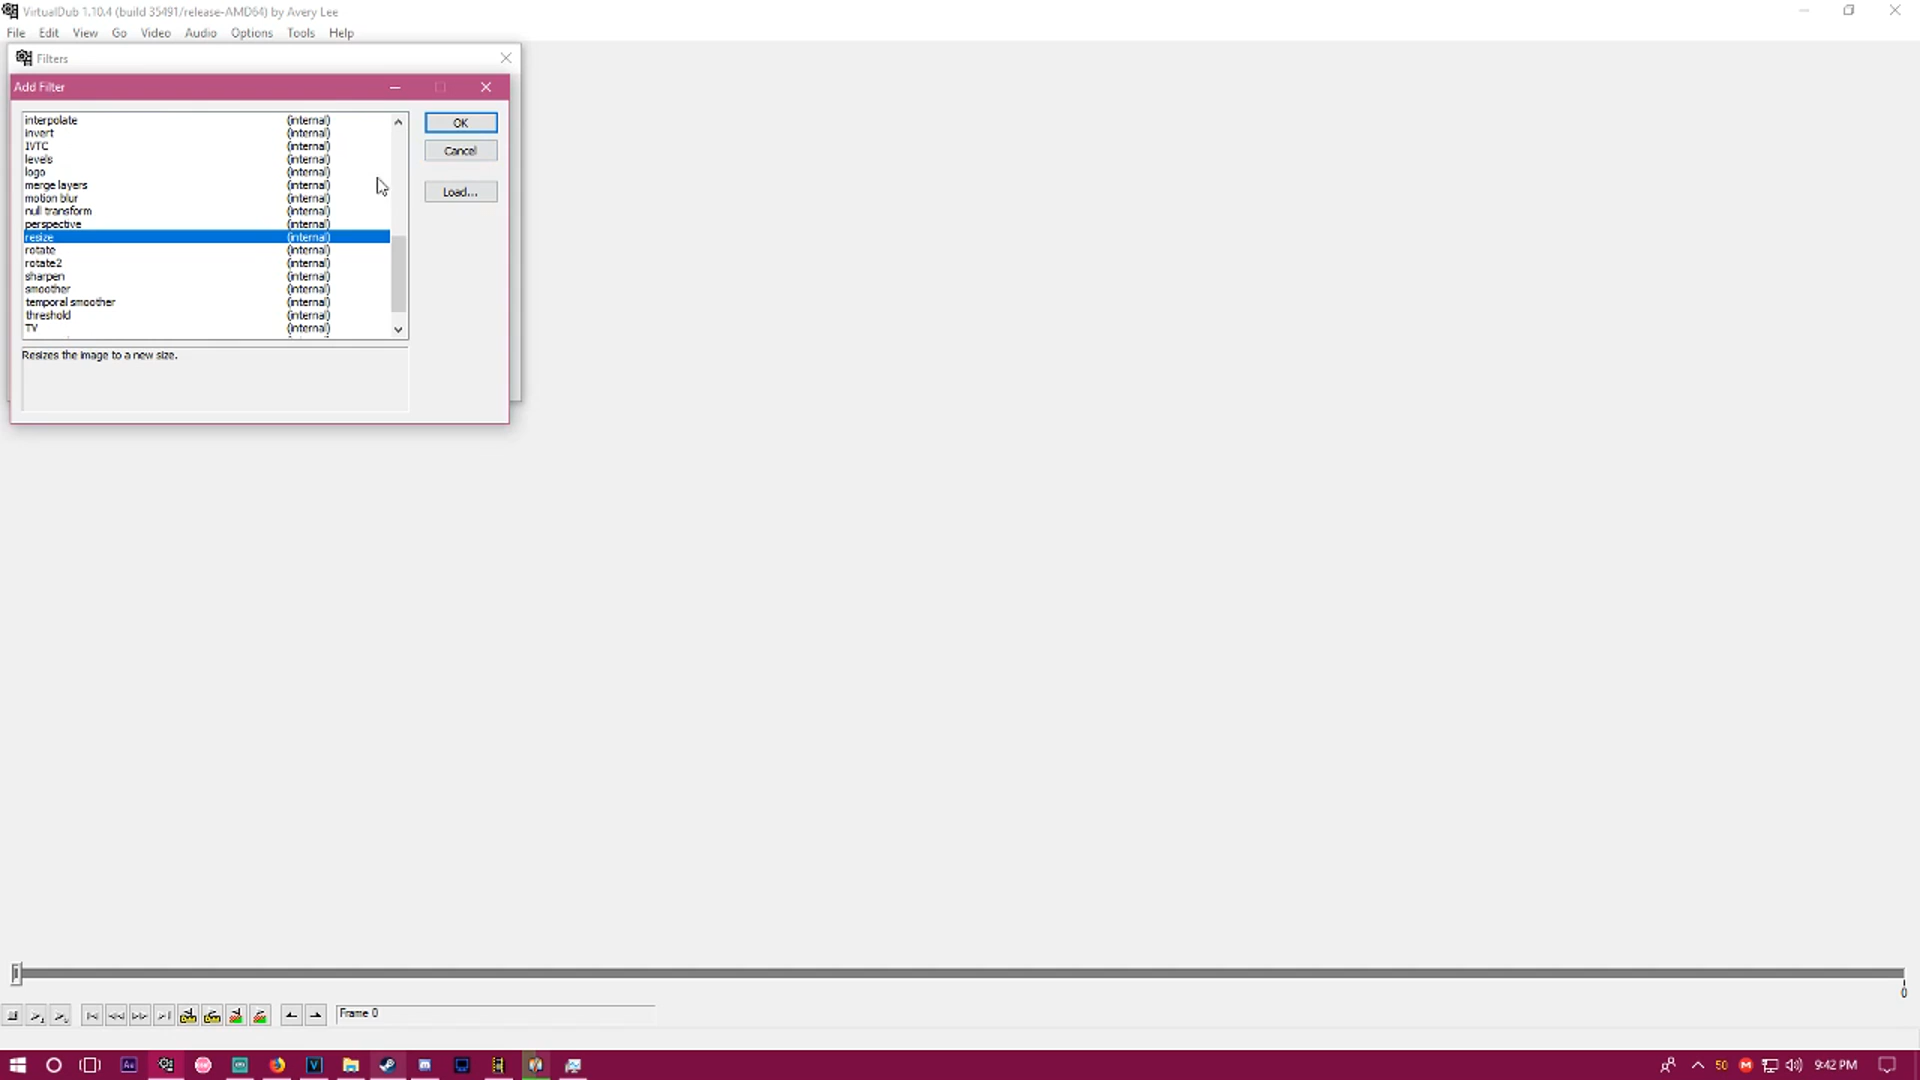 VirtualDub 1.10.4 (build 35491/release-AMD64) by Avery Lee
File Edit View Go Video Audio Options Tools Help
Filters
Add Filter
interpolate (internal)
invert (internal)
IVTC (internal)
levels (internal)
logo (internal)
merge layers (internal)
motion blur (internal)
null transform (internal)
perspective (internal)
resize (internal)
rotate (internal)
rotate2 (internal)
sharpen (internal)
smoother (internal)
temporal smoother (internal)
threshold (internal)
TV (internal)
OK
Cancel
Load...
Resizes the image to a new size.
0
Frame 0
50
9:42 PM